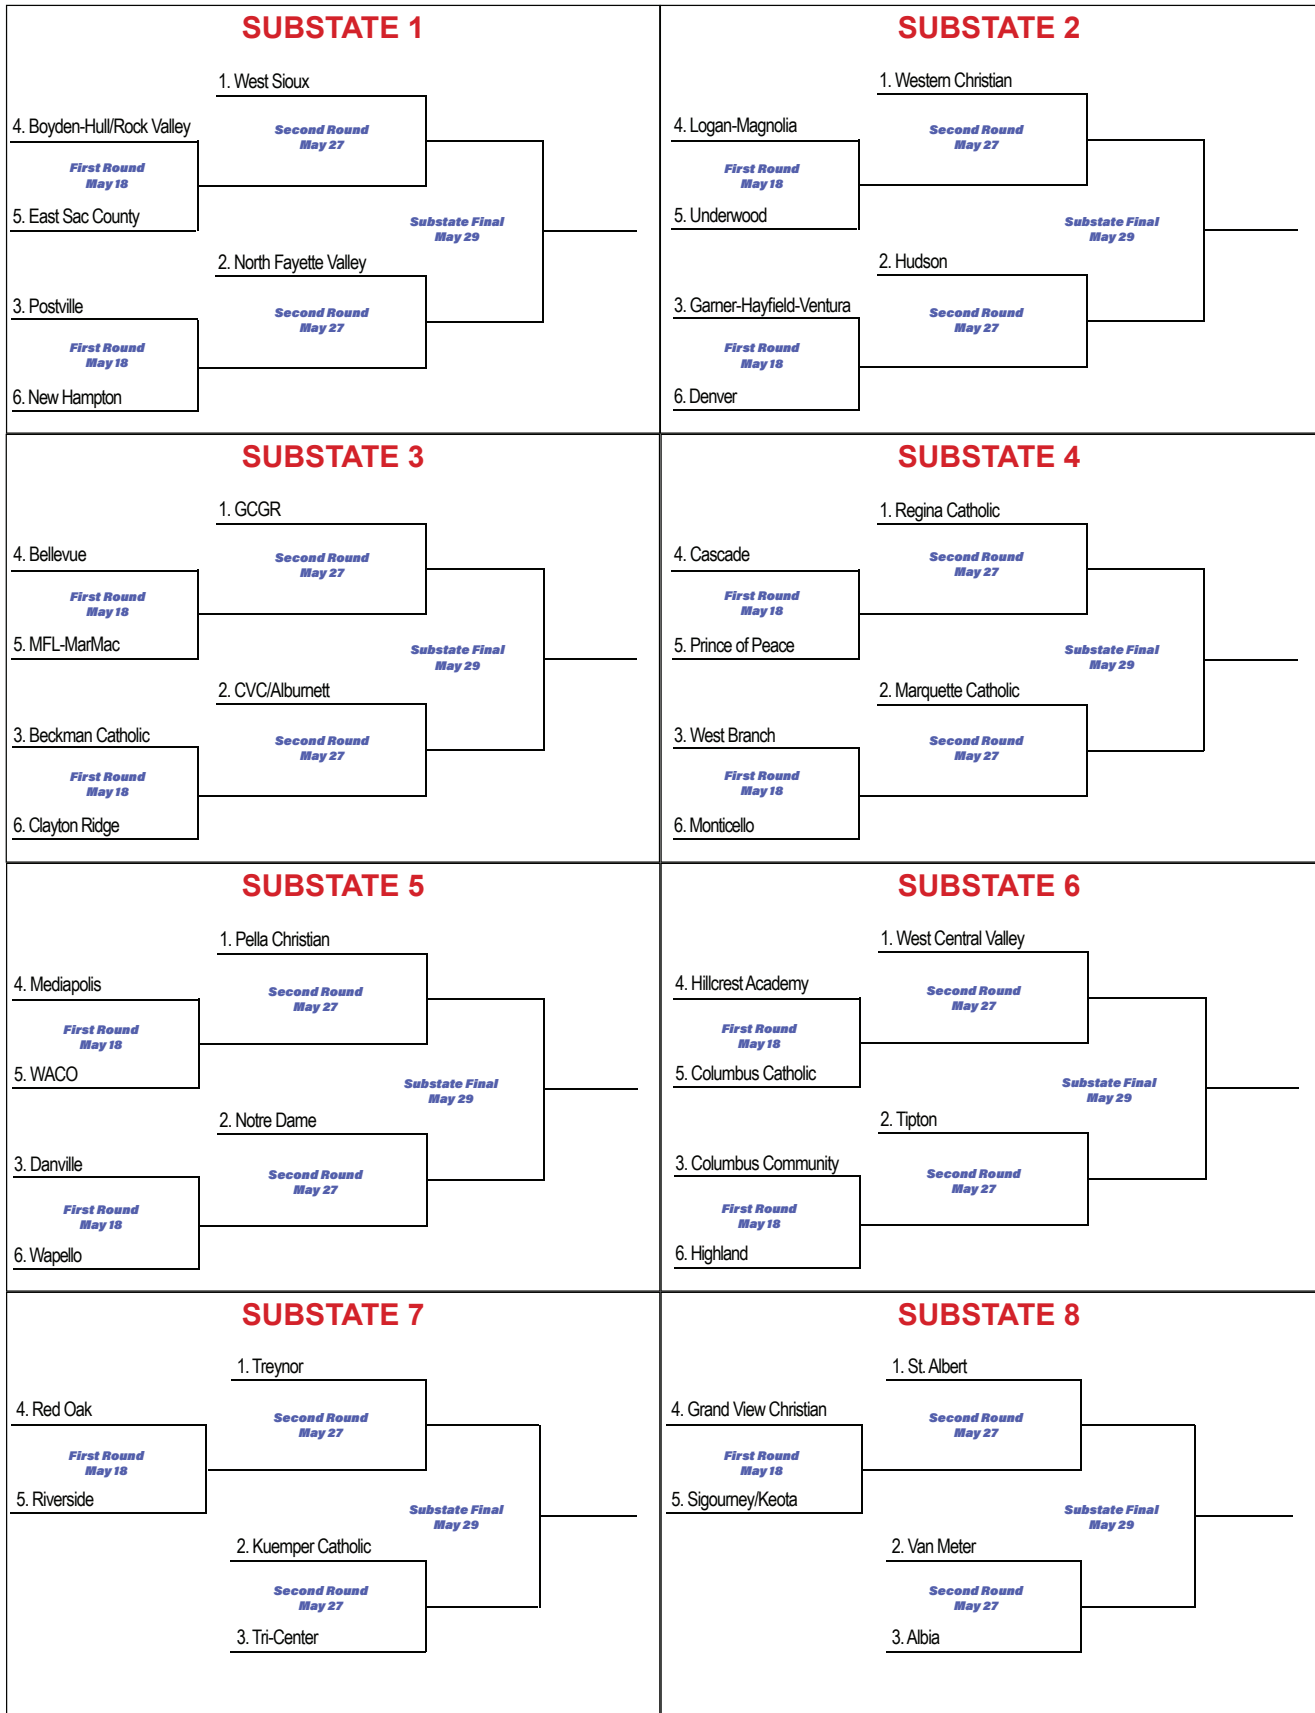 SUBSTATE 1
1. West Sioux
4. Boyden-Hull/Rock Valley
Second Round
May 27
First Round
May 18
5. East Sac County
Substate Final
May 29
2. North Fayette Valley
3. Postville
Second Round
May 27
First Round
May 18
6. New Hampton
SUBSTATE 2
1. Western Christian
4. Logan-Magnolia
Second Round
May 27
First Round
May 18
5. Underwood
Substate Final
May 29
2. Hudson
3. Garner-Hayfield-Ventura
Second Round
May 27
First Round
May 18
6. Denver
SUBSTATE 3
1. GCGR
4. Bellevue
Second Round
May 27
First Round
May 18
5. MFL-MarMac
Substate Final
May 29
2. CVC/Alburnett
3. Beckman Catholic
Second Round
May 27
First Round
May 18
6. Clayton Ridge
SUBSTATE 4
1. Regina Catholic
4. Cascade
Second Round
May 27
First Round
May 18
5. Prince of Peace
Substate Final
May 29
2. Marquette Catholic
3. West Branch
Second Round
May 27
First Round
May 18
6. Monticello
SUBSTATE 5
1. Pella Christian
4. Mediapolis
Second Round
May 27
First Round
May 18
5. WACO
Substate Final
May 29
2. Notre Dame
3. Danville
Second Round
May 27
First Round
May 18
6. Wapello
SUBSTATE 6
1. West Central Valley
4. Hillcrest Academy
Second Round
May 27
First Round
May 18
5. Columbus Catholic
Substate Final
May 29
2. Tipton
3. Columbus Community
Second Round
May 27
First Round
May 18
6. Highland
SUBSTATE 7
1. Treynor
4. Red Oak
Second Round
May 27
First Round
May 18
5. Riverside
Substate Final
May 29
2. Kuemper Catholic
Second Round
May 27
3. Tri-Center
SUBSTATE 8
1. St. Albert
4. Grand View Christian
Second Round
May 27
First Round
May 18
5. Sigourney/Keota
Substate Final
May 29
2. Van Meter
Second Round
May 27
3. Albia